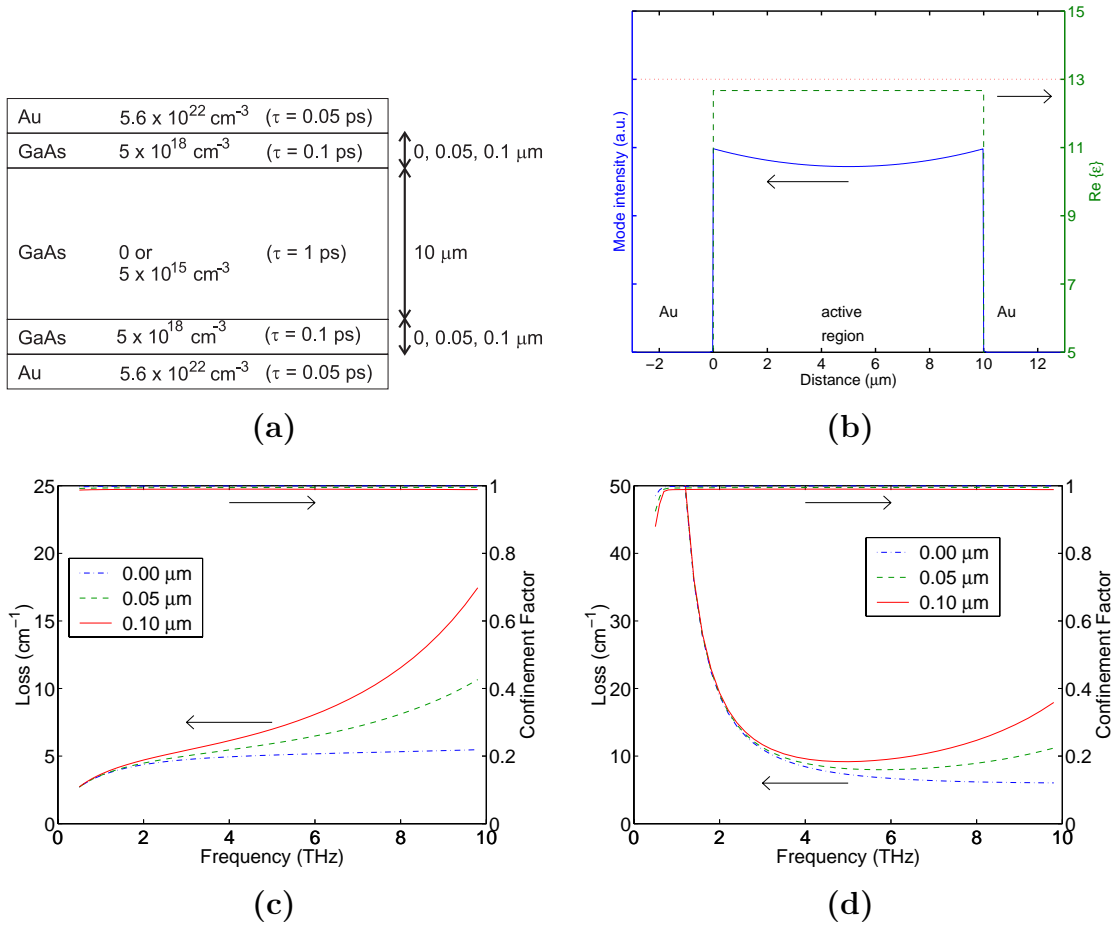 Au 5.6 x 10^22 cm^-3 (τ = 0.05 ps)
GaAs 5 x 10^18 cm^-3 (τ = 0.1 ps) 0, 0.05, 0.1 μm
GaAs 0 or
5 x 10^15 cm^-3 (τ = 1 ps) 10 μm
GaAs 5 x 10^18 cm^-3 (τ = 0.1 ps) 0, 0.05, 0.1 μm
Au 5.6 x 10^22 cm^-3 (τ = 0.05 ps)
(a)
Mode intensity (a.u.)
15
13
11
9
7
5
Re {ε}
Au
active
region
Au
−2 0 2 4 6 8 10 12
Distance (μm)
(b)
Loss (cm^−1)
25
20
15
10
5
0
0.00 μm
0.05 μm
0.10 μm
1
0.8
0.6
0.4
0.2
0
Confinement Factor
0 2 4 6 8 10
Frequency (THz)
(c)
Loss (cm^−1)
50
40
30
20
10
0
0.00 μm
0.05 μm
0.10 μm
1
0.8
0.6
0.4
0.2
0
Confinement Factor
0 2 4 6 8 10
Frequency (THz)
(d)